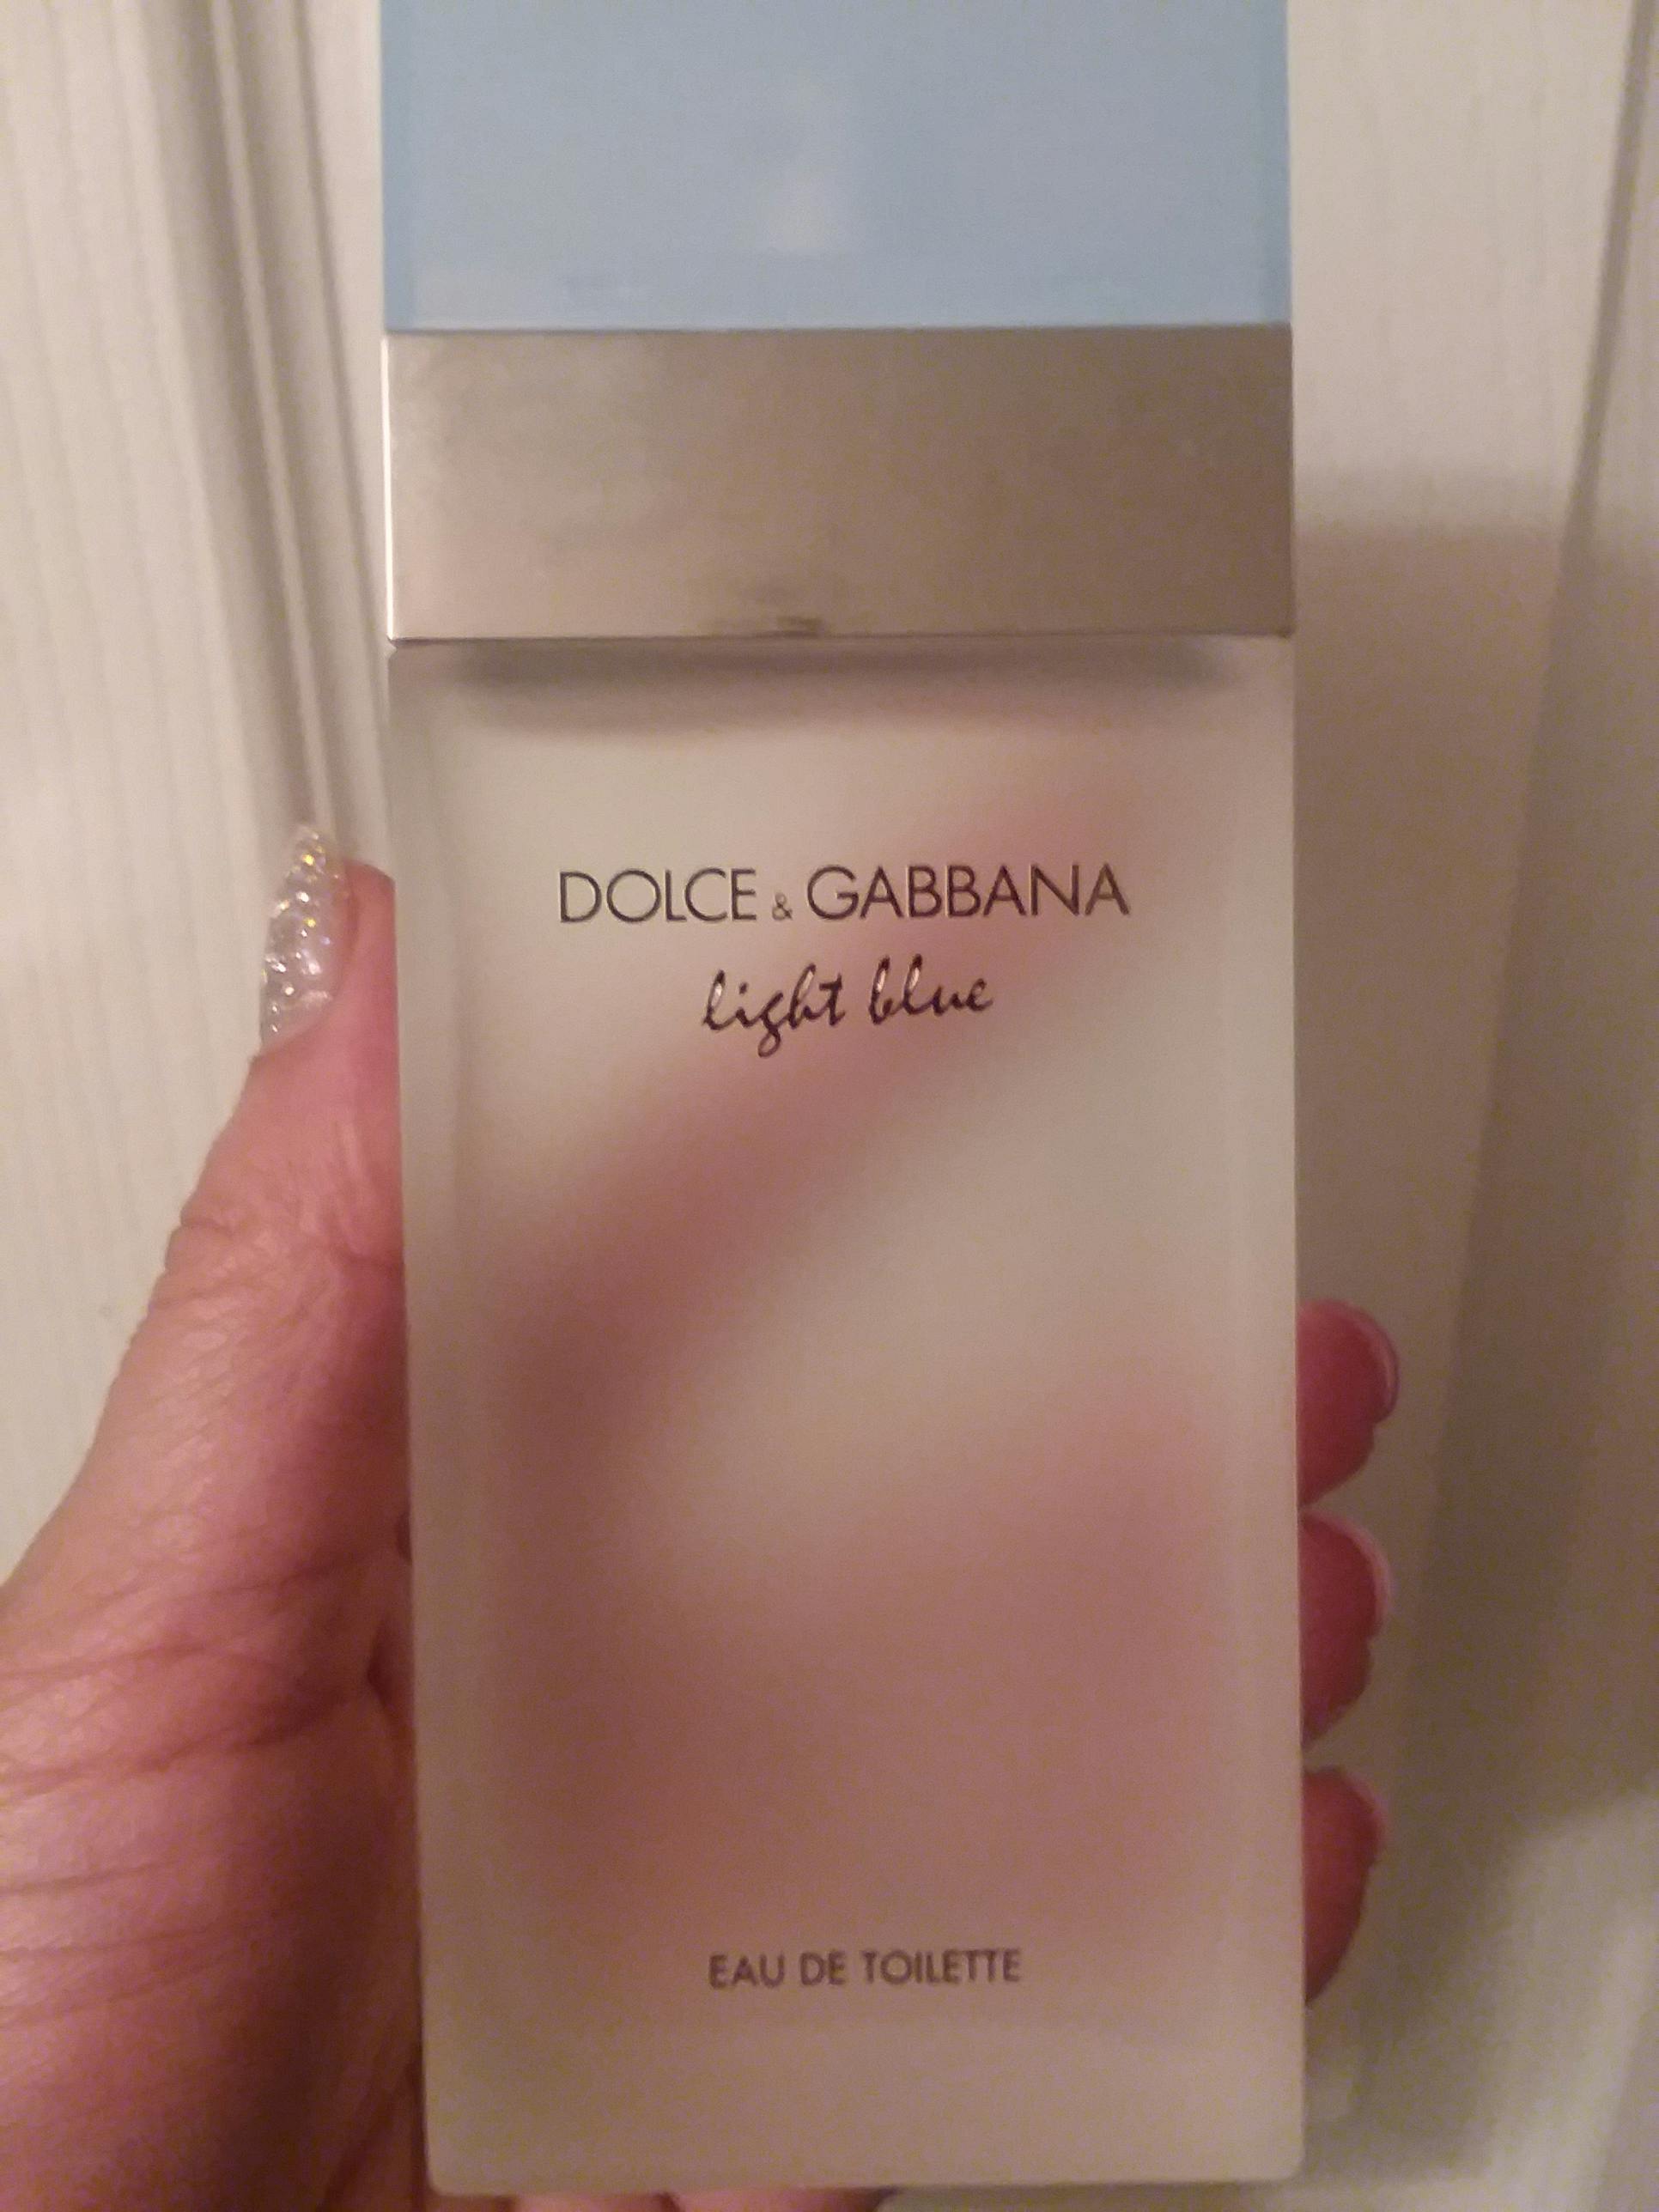 DOLCE & GABBANA
light blue
EAU DE TOILETTE